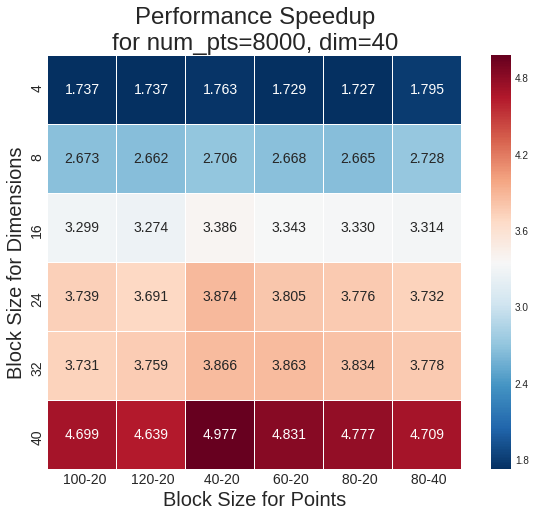 Performance Speedup
for num_pts=8000, dim=40
4 1.737 1.737 1.763 1.729 1.727 1.795
8 2.673 2.662 2.706 2.668 2.665 2.728
16 3.299 3.274 3.386 3.343 3.330 3.314
24 3.739 3.691 3.874 3.805 3.776 3.732
32 3.731 3.759 3.866 3.863 3.834 3.778
40 4.699 4.639 4.977 4.831 4.777 4.709
100-20 120-20 40-20 60-20 80-20 80-40
Block Size for Points
Block Size for Dimensions
4.8
4.2
3.6
3.0
2.4
1.8